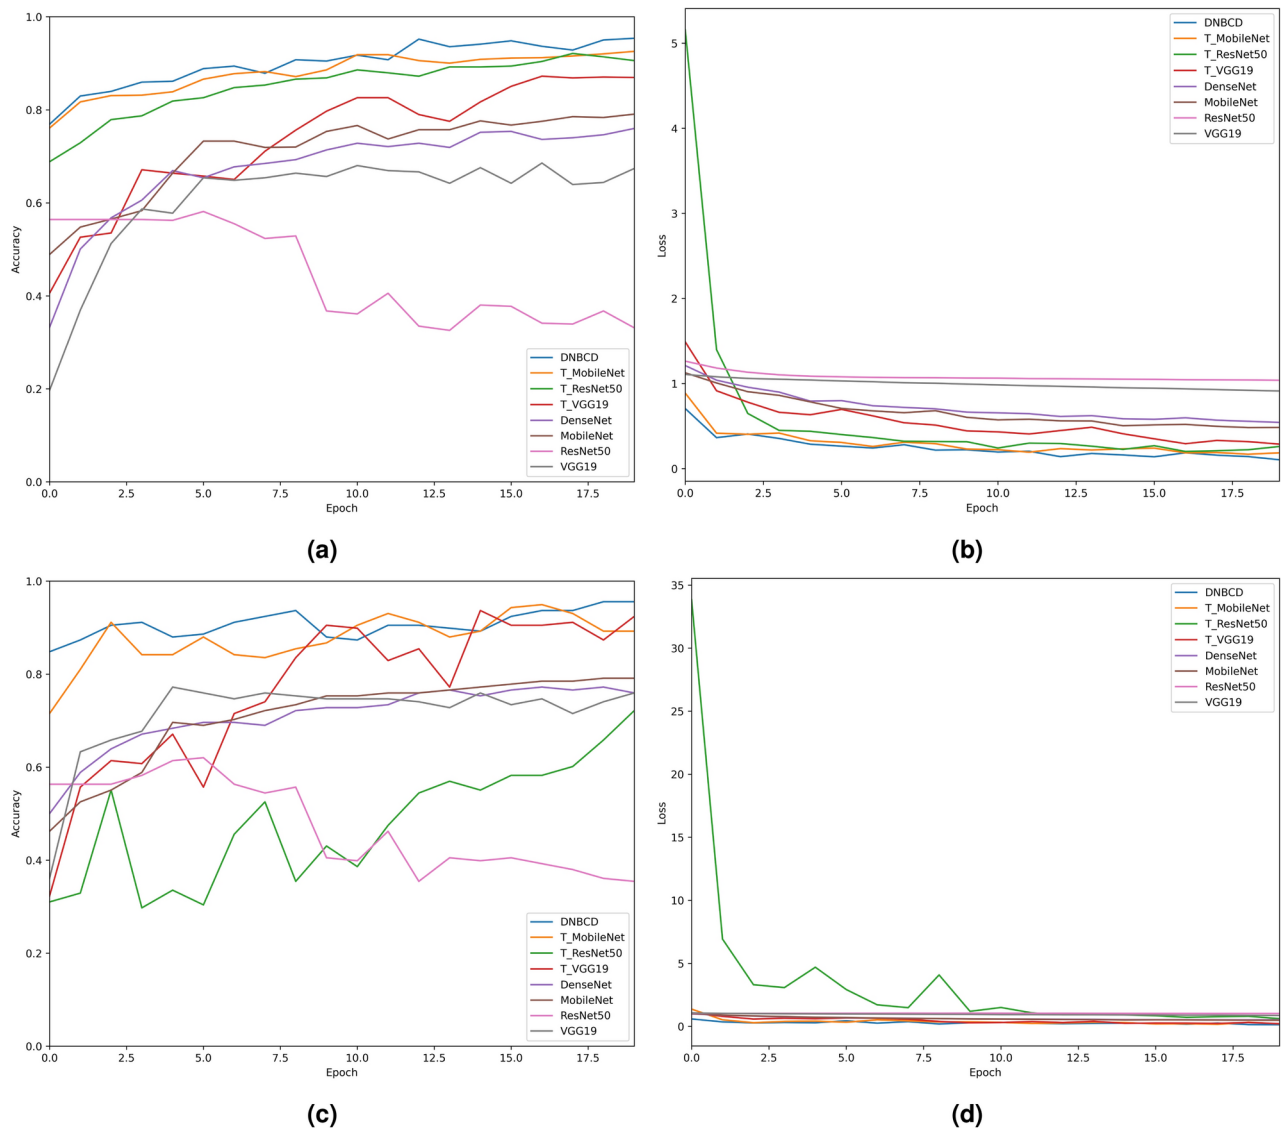 1.0
0.8
0.6
0.4
0.2
0.0
Accuracy
DNBCD
T_MobileNet
T_ResNet50
T_VGG19
DenseNet
MobileNet
ResNet50
VGG19
0.0 2.5 5.0 7.5 10.0 12.5 15.0 17.5
Epoch
(a)
5
4
3
2
1
0
Loss
DNBCD
T_MobileNet
T_ResNet50
T_VGG19
DenseNet
MobileNet
ResNet50
VGG19
0.0 2.5 5.0 7.5 10.0 12.5 15.0 17.5
Epoch
(b)
1.0
0.8
0.6
0.4
0.2
0.0
Accuracy
DNBCD
T_MobileNet
T_ResNet50
T_VGG19
DenseNet
MobileNet
ResNet50
VGG19
0.0 2.5 5.0 7.5 10.0 12.5 15.0 17.5
Epoch
(c)
35
30
25
20
15
10
5
0
Loss
DNBCD
T_MobileNet
T_ResNet50
T_VGG19
DenseNet
MobileNet
ResNet50
VGG19
0.0 2.5 5.0 7.5 10.0 12.5 15.0 17.5
Epoch
(d)